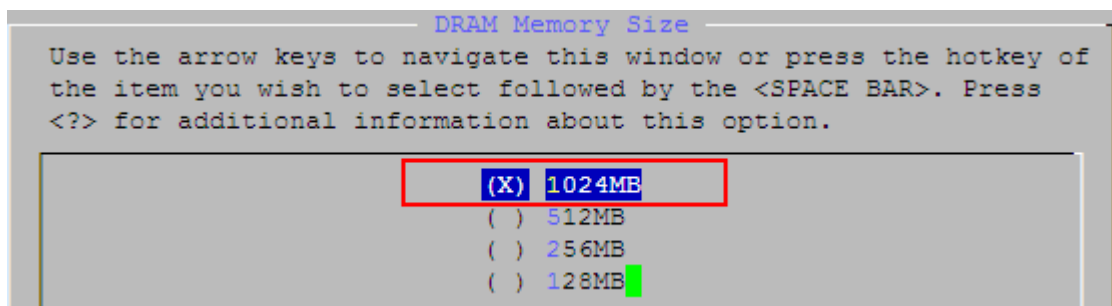 DRAM Memory Size
Use the arrow keys to navigate this window or press the hotkey of
the item you wish to select followed by the <SPACE BAR>. Press
<?> for additional information about this option.
(X) 1024MB
( ) 512MB
( ) 256MB
( ) 128MB